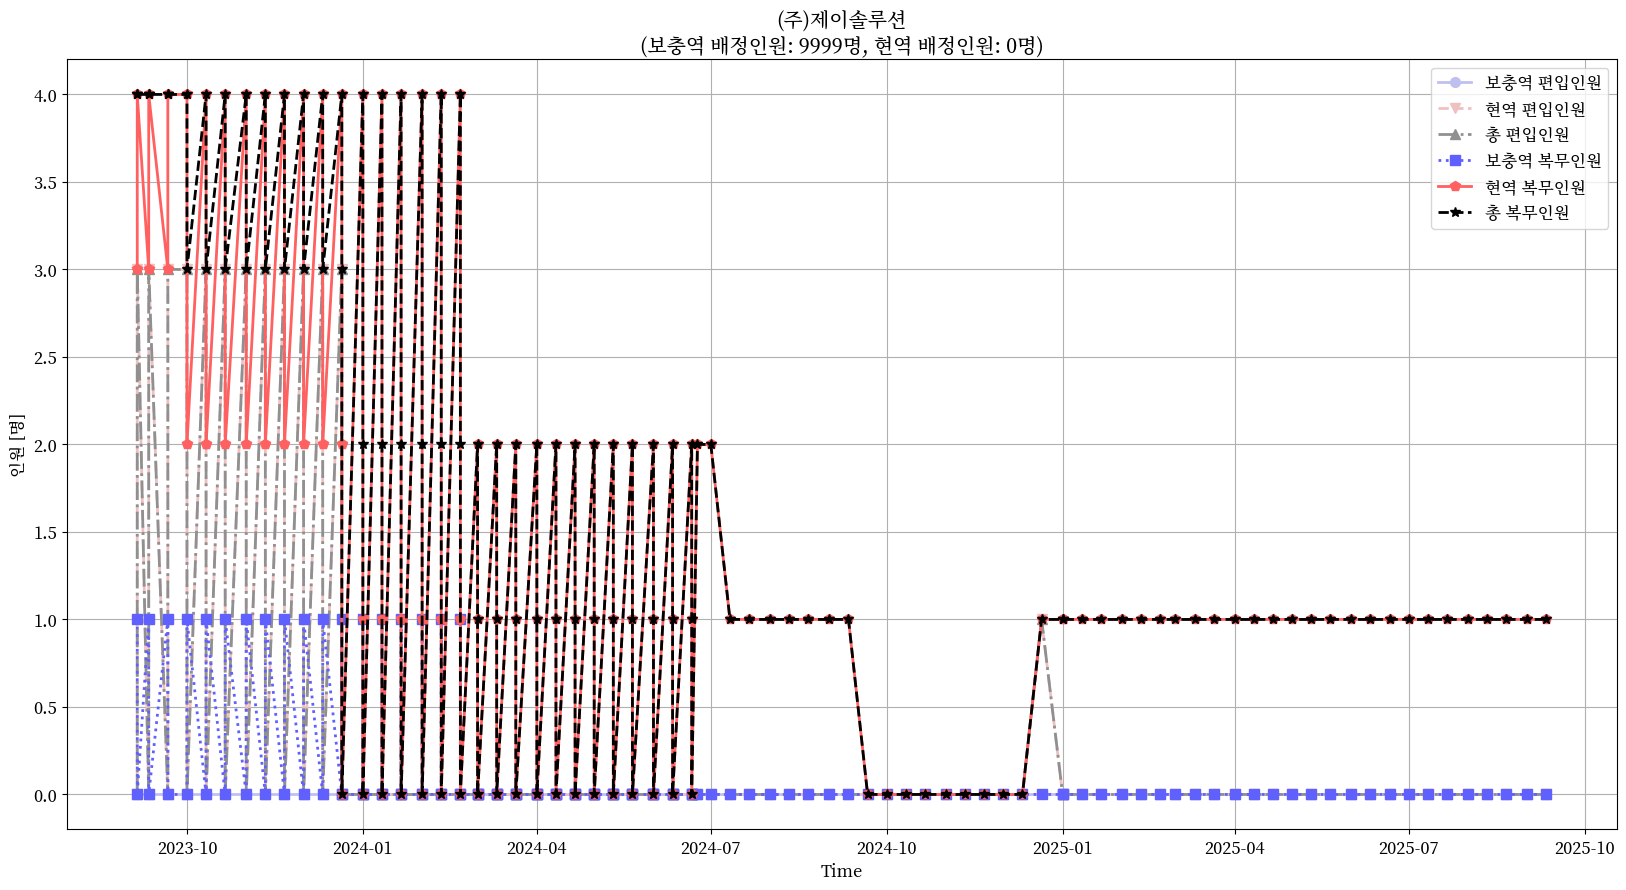 (주)제이솔루션
(보충역 배정인원: 9999명, 현역 배정인원: 0명)
보충역 편입인원
현역 편입인원
총 편입인원
보충역 복무인원
현역 복무인원
총 복무인원
인원 [명]
4.0
3.5
3.0
2.5
2.0
1.5
1.0
0.5
0.0
2023-10
2024-01
2024-04
2024-07
2024-10
2025-01
2025-04
2025-07
2025-10
Time